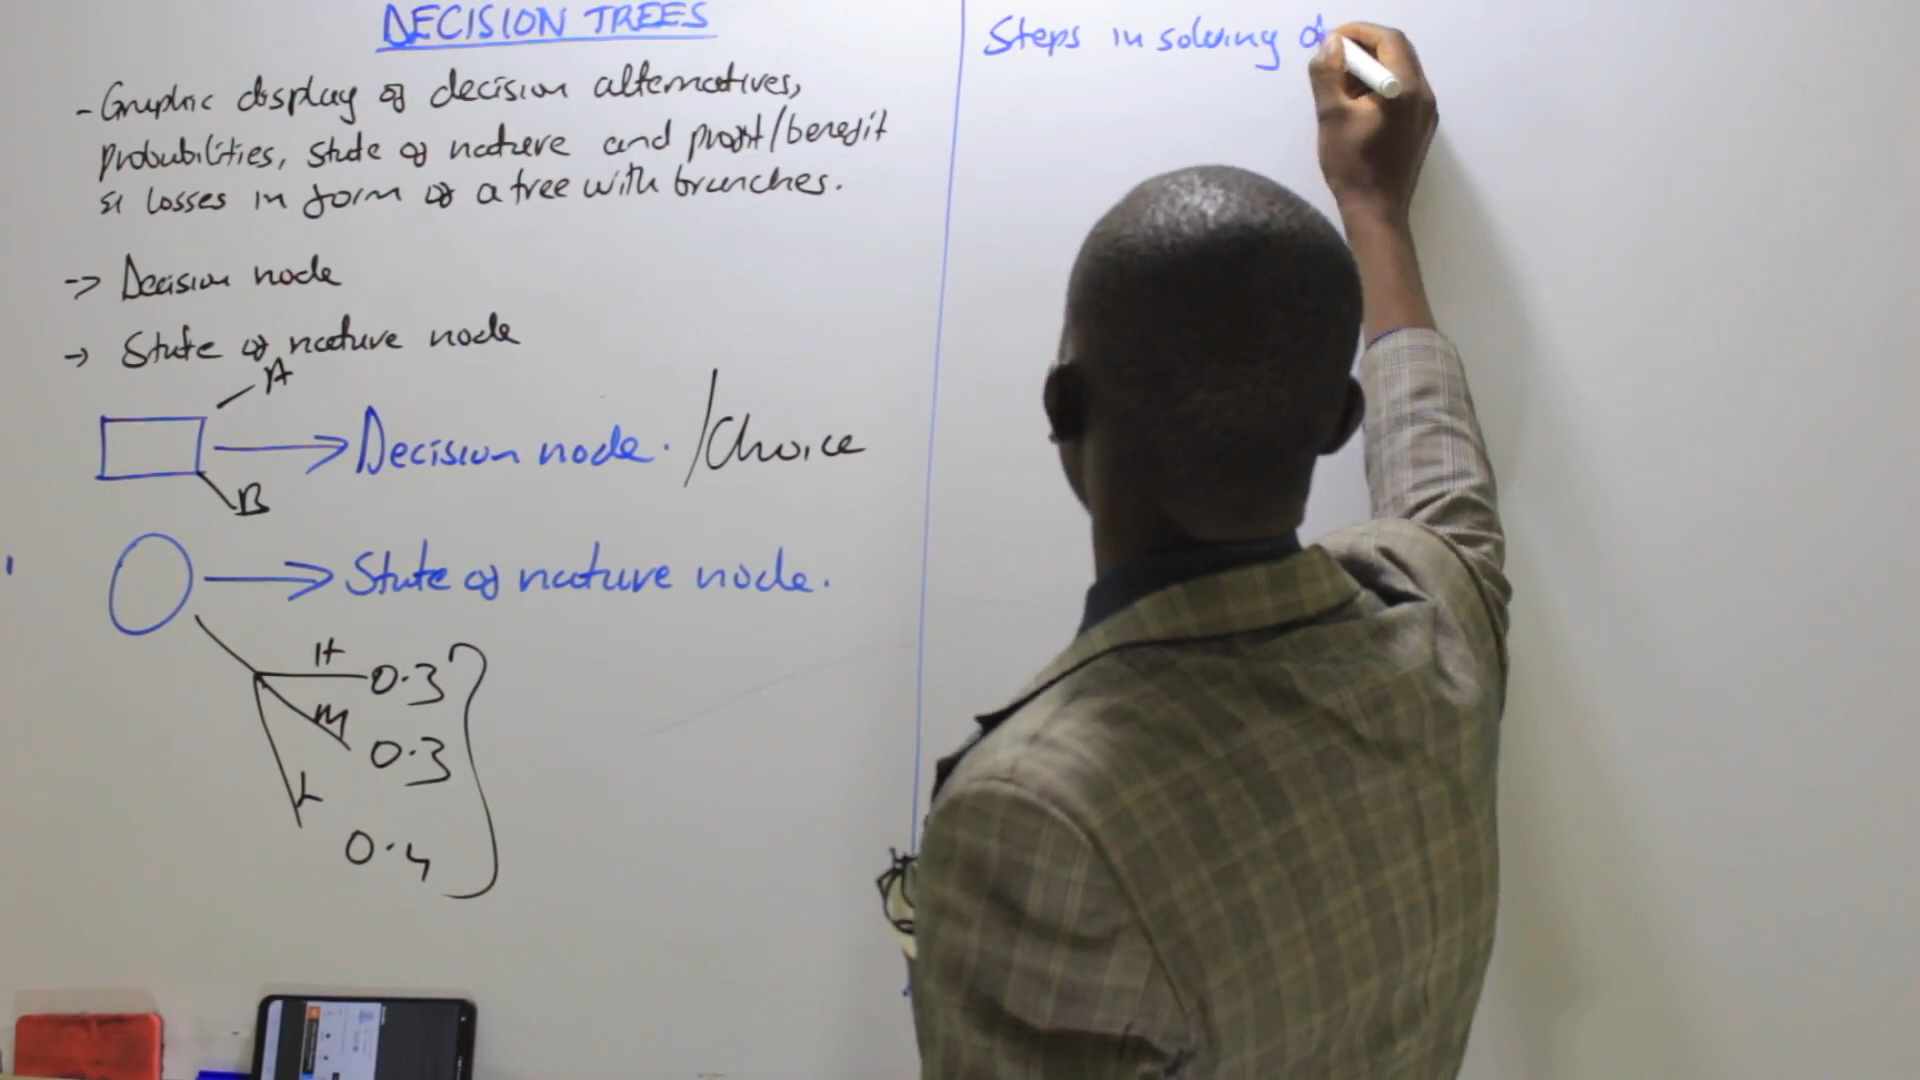 DECISION TREES
- Graphic display of decision alternatives,
probabilities, state of nature and profit/benefit
& losses in form of a tree with branches.
-> Decision node
-> State of nature node
A
Decision node. /Choice
B
State of nature node.
H 0.3
M 0.3
L 0.4
Steps in solving d